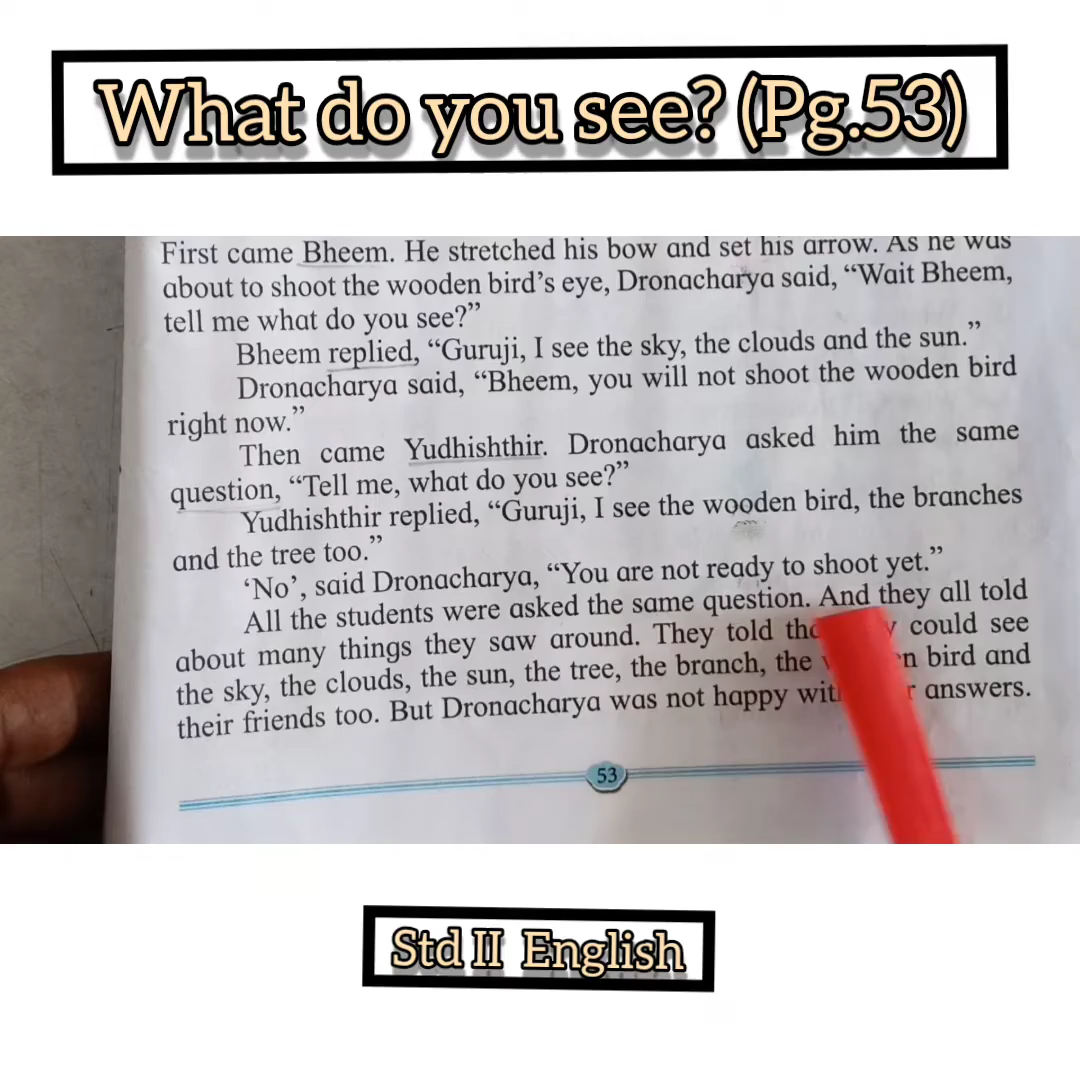 What do you see? (Pg.53)
First came Bheem. He stretched his bow and set his arrow. As he was
about to shoot the wooden bird's eye, Dronacharya said, “Wait Bheem,
tell me what do you see?”
Bheem replied, “Guruji, I see the sky, the clouds and the sun.”
Dronacharya said, “Bheem, you will not shoot the wooden bird
right now.”
Then came Yudhishthir. Dronacharya asked him the same
question, “Tell me, what do you see?”
Yudhishthir replied, “Guruji, I see the wooden bird, the branches
and the tree too.”
‘No’, said Dronacharya, “You are not ready to shoot yet.”
All the students were asked the same question. And they all told
about many things they saw around. They told could see
the sky, the clouds, the sun, the tree, the branch, the bird and
their friends too. But Dronacharya was not happy answers.
53
Std II English